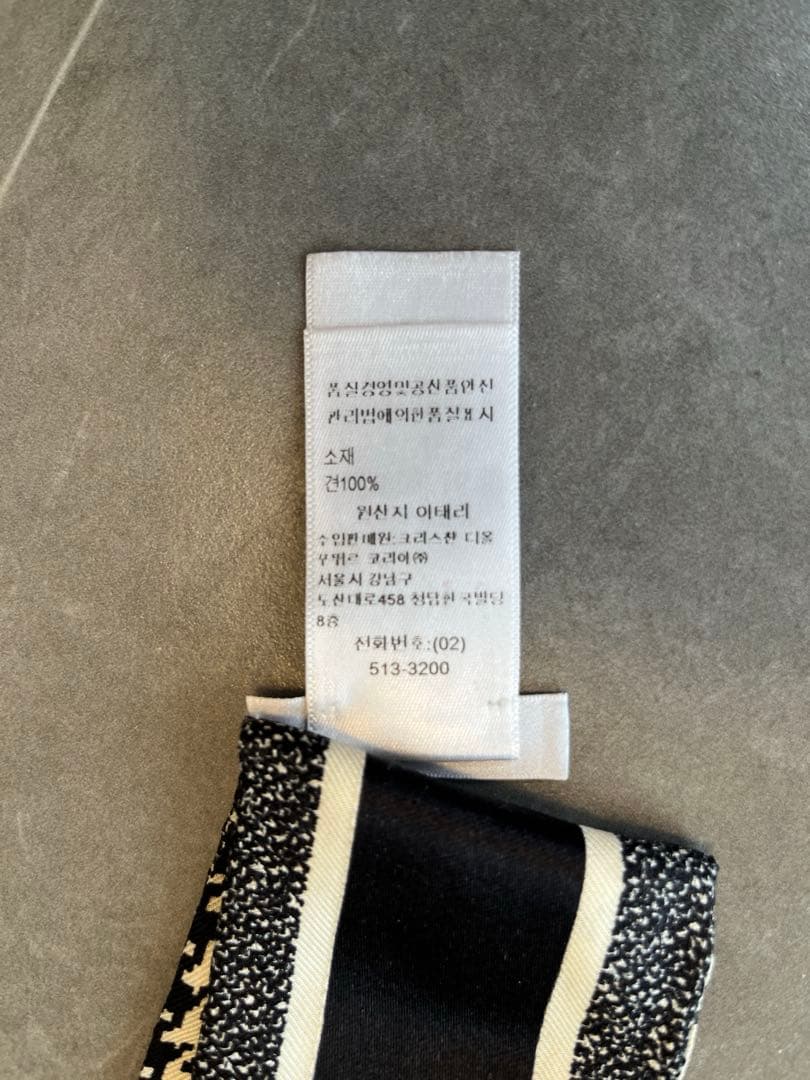 품질경영및공산품안전
관리법에의한품질표시
소재
견100%
원산지 이태리
수입판매원:크리스챤 디올
꾸뛰르 코리아㈜
서울시 강남구
도산대로458 청담한국빌딩
8층
전화번호:(02)
513-3200